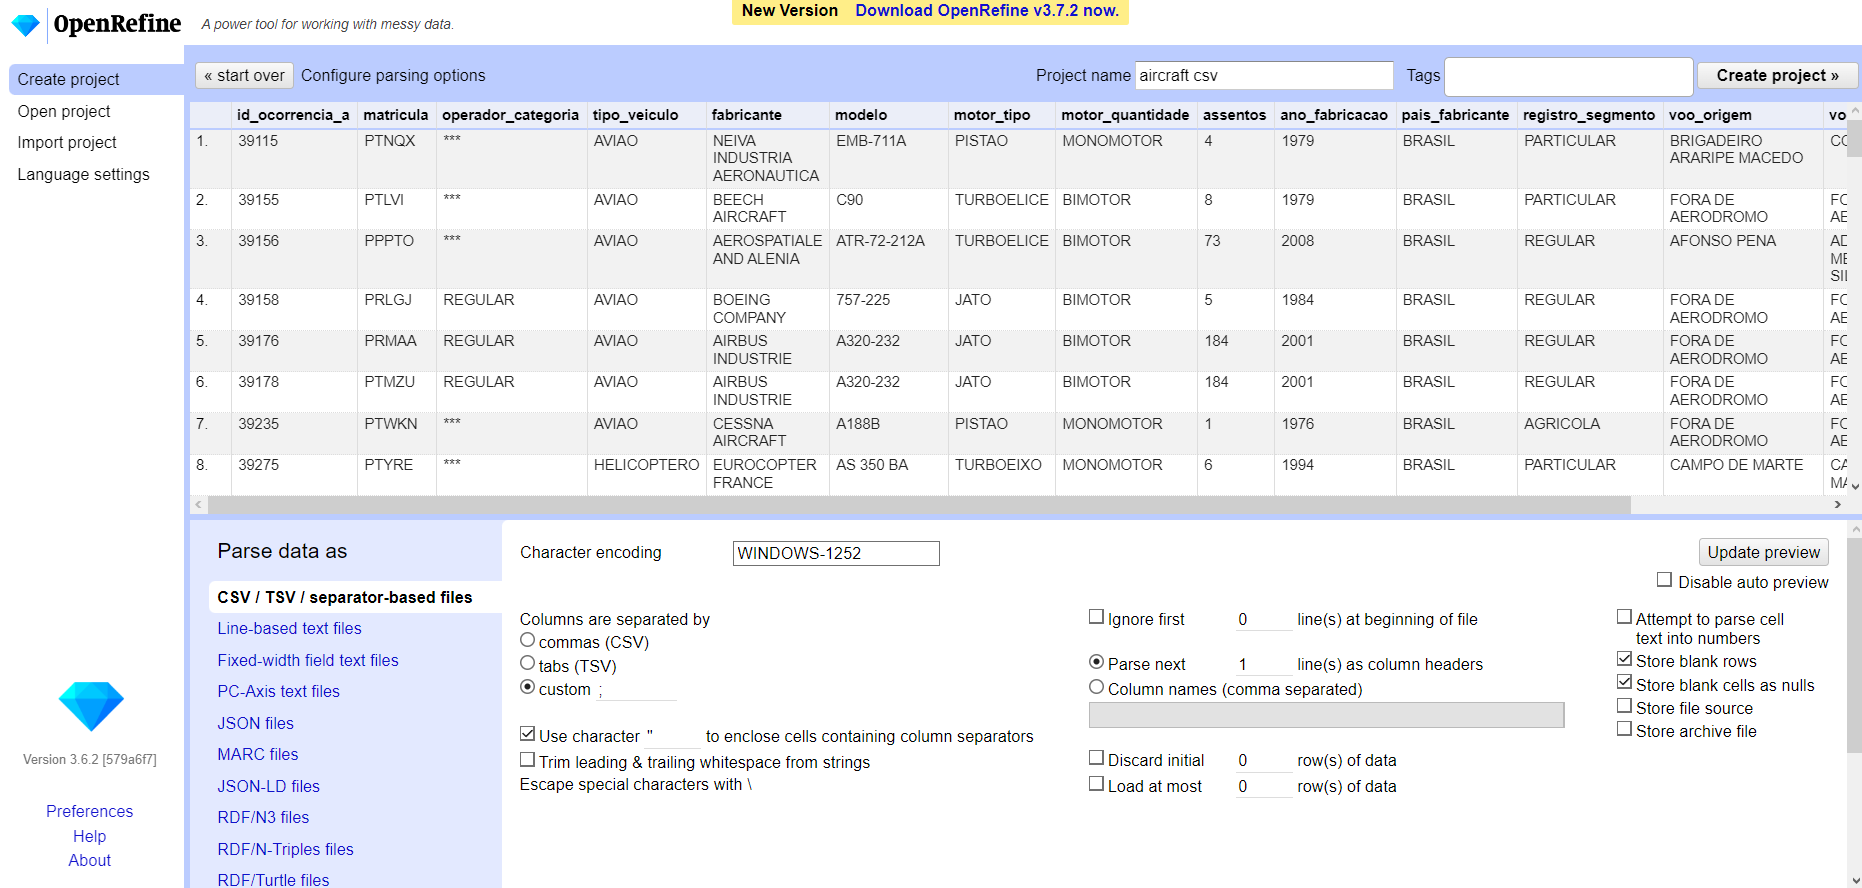 New Version Download OpenRefine v3.7.2 now.
OpenRefine A power tool for working with messy data.
Create project
Open project
Import project
Language settings
« start over Configure parsing options Project name aircraft csv Tags Create project »
id_ocorrencia_a matricula operador_categoria tipo_veiculo fabricante modelo motor_tipo motor_quantidade assentos ano_fabricacao pais_fabricante registro_segmento voo_origem vo
1. 39115 PTNQX *** AVIAO NEIVA EMB-711A PISTAO MONOMOTOR 4 1979 BRASIL PARTICULAR BRIGADEIRO CO
INDUSTRIA ARARIPE MACEDO
AERONAUTICA
2. 39155 PTLVI *** AVIAO BEECH C90 TURBOELICE BIMOTOR 8 1979 BRASIL PARTICULAR FORA DE FO
AIRCRAFT AERODROMO AE
3. 39156 PPPTO *** AVIAO AEROSPATIALE ATR-72-212A TURBOELICE BIMOTOR 73 2008 BRASIL REGULAR AFONSO PENA AD
AND ALENIA ME
SIL
4. 39158 PRLGJ REGULAR AVIAO BOEING 757-225 JATO BIMOTOR 5 1984 BRASIL REGULAR FORA DE FO
COMPANY AERODROMO AE
5. 39176 PRMAA REGULAR AVIAO AIRBUS A320-232 JATO BIMOTOR 184 2001 BRASIL REGULAR FORA DE FO
INDUSTRIE AERODROMO AE
6. 39178 PTMZU REGULAR AVIAO AIRBUS A320-232 JATO BIMOTOR 184 2001 BRASIL REGULAR FORA DE FO
INDUSTRIE AERODROMO AE
7. 39235 PTWKN *** AVIAO CESSNA A188B PISTAO MONOMOTOR 1 1976 BRASIL AGRICOLA FORA DE FO
AIRCRAFT AERODROMO AE
8. 39275 PTYRE *** HELICOPTERO EUROCOPTER AS 350 BA TURBOEIXO MONOMOTOR 6 1994 BRASIL PARTICULAR CAMPO DE MARTE CA
FRANCE MA
Parse data as
CSV / TSV / separator-based files
Line-based text files
Fixed-width field text files
PC-Axis text files
JSON files
MARC files
JSON-LD files
RDF/N3 files
RDF/N-Triples files
RDF/Turtle files
Character encoding WINDOWS-1252
Update preview
Disable auto preview
Columns are separated by
commas (CSV)
tabs (TSV)
custom ;
Use character " to enclose cells containing column separators
Trim leading & trailing whitespace from strings
Escape special characters with \
Ignore first 0 line(s) at beginning of file
Parse next 1 line(s) as column headers
Column names (comma separated)
Discard initial 0 row(s) of data
Load at most 0 row(s) of data
Attempt to parse cell
text into numbers
Store blank rows
Store blank cells as nulls
Store file source
Store archive file
Version 3.6.2 [579a6f7]
Preferences
Help
About